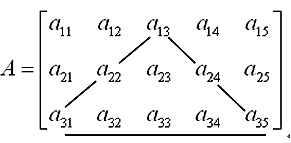 a₁₁ a₁₂ a₁₃ a₁₄ a₁₅
A = a₂₁ a₂₂ a₂₃ a₂₄ a₂₅
a₃₁ a₃₂ a₃₃ a₃₄ a₃₅